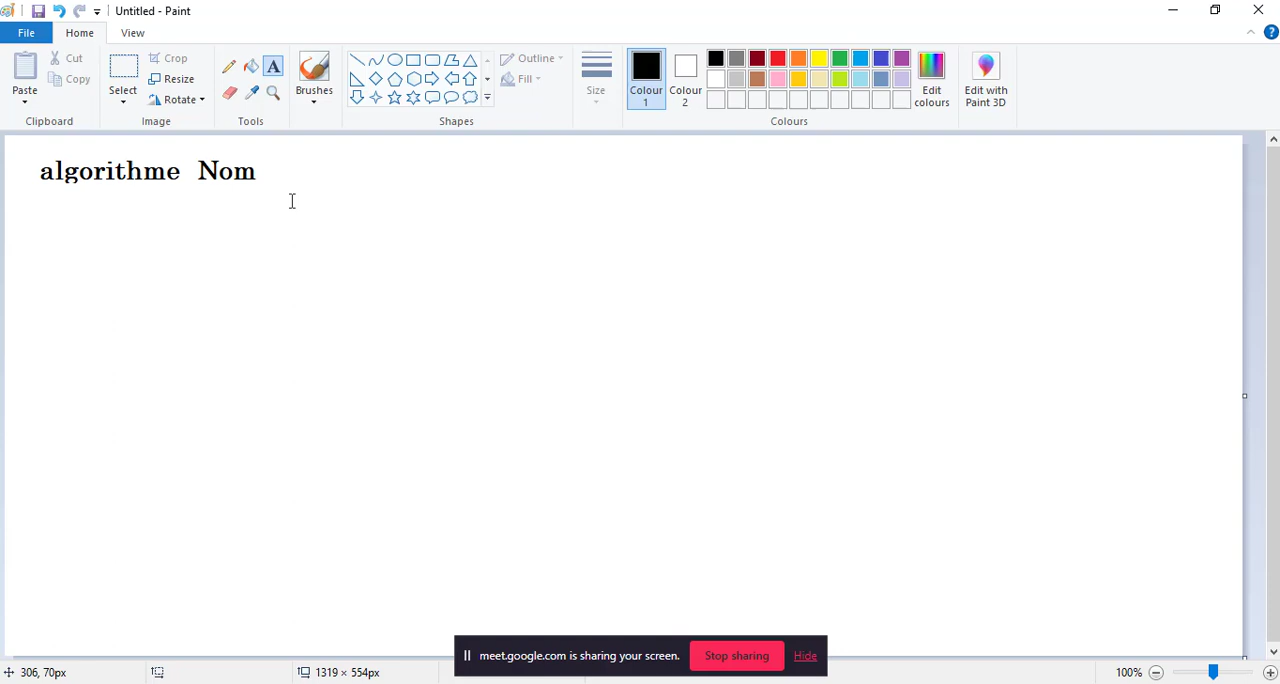 Untitled - Paint
File
Home
View
Paste
Cut
Copy
Clipboard
Select
Crop
Resize
Rotate
Image
A
Tools
Brushes
Outline
Fill
Shapes
Size
Colour 1
Colour 2
Edit colours
Colours
Edit with Paint 3D
algorithme Nom
meet.google.com is sharing your screen.
Stop sharing
Hide
306, 70px
1319 × 554px
100%